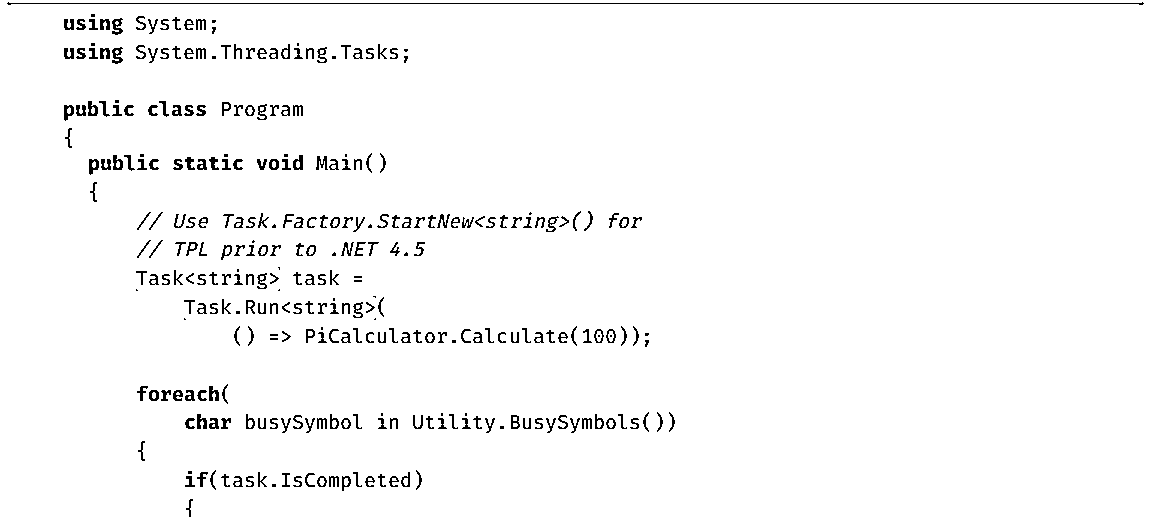 using System;
using System.Threading.Tasks;
public class Program
{
public static void Main()
{
// Use Task.Factory.StartNew<string>() for
// TPL prior to .NET 4.5
Task<string> task =
Task.Run<string>(
() => PiCalculator.Calculate(100));
foreach(
char busySymbol in Utility.BusySymbols())
{
if(task.IsCompleted)
{